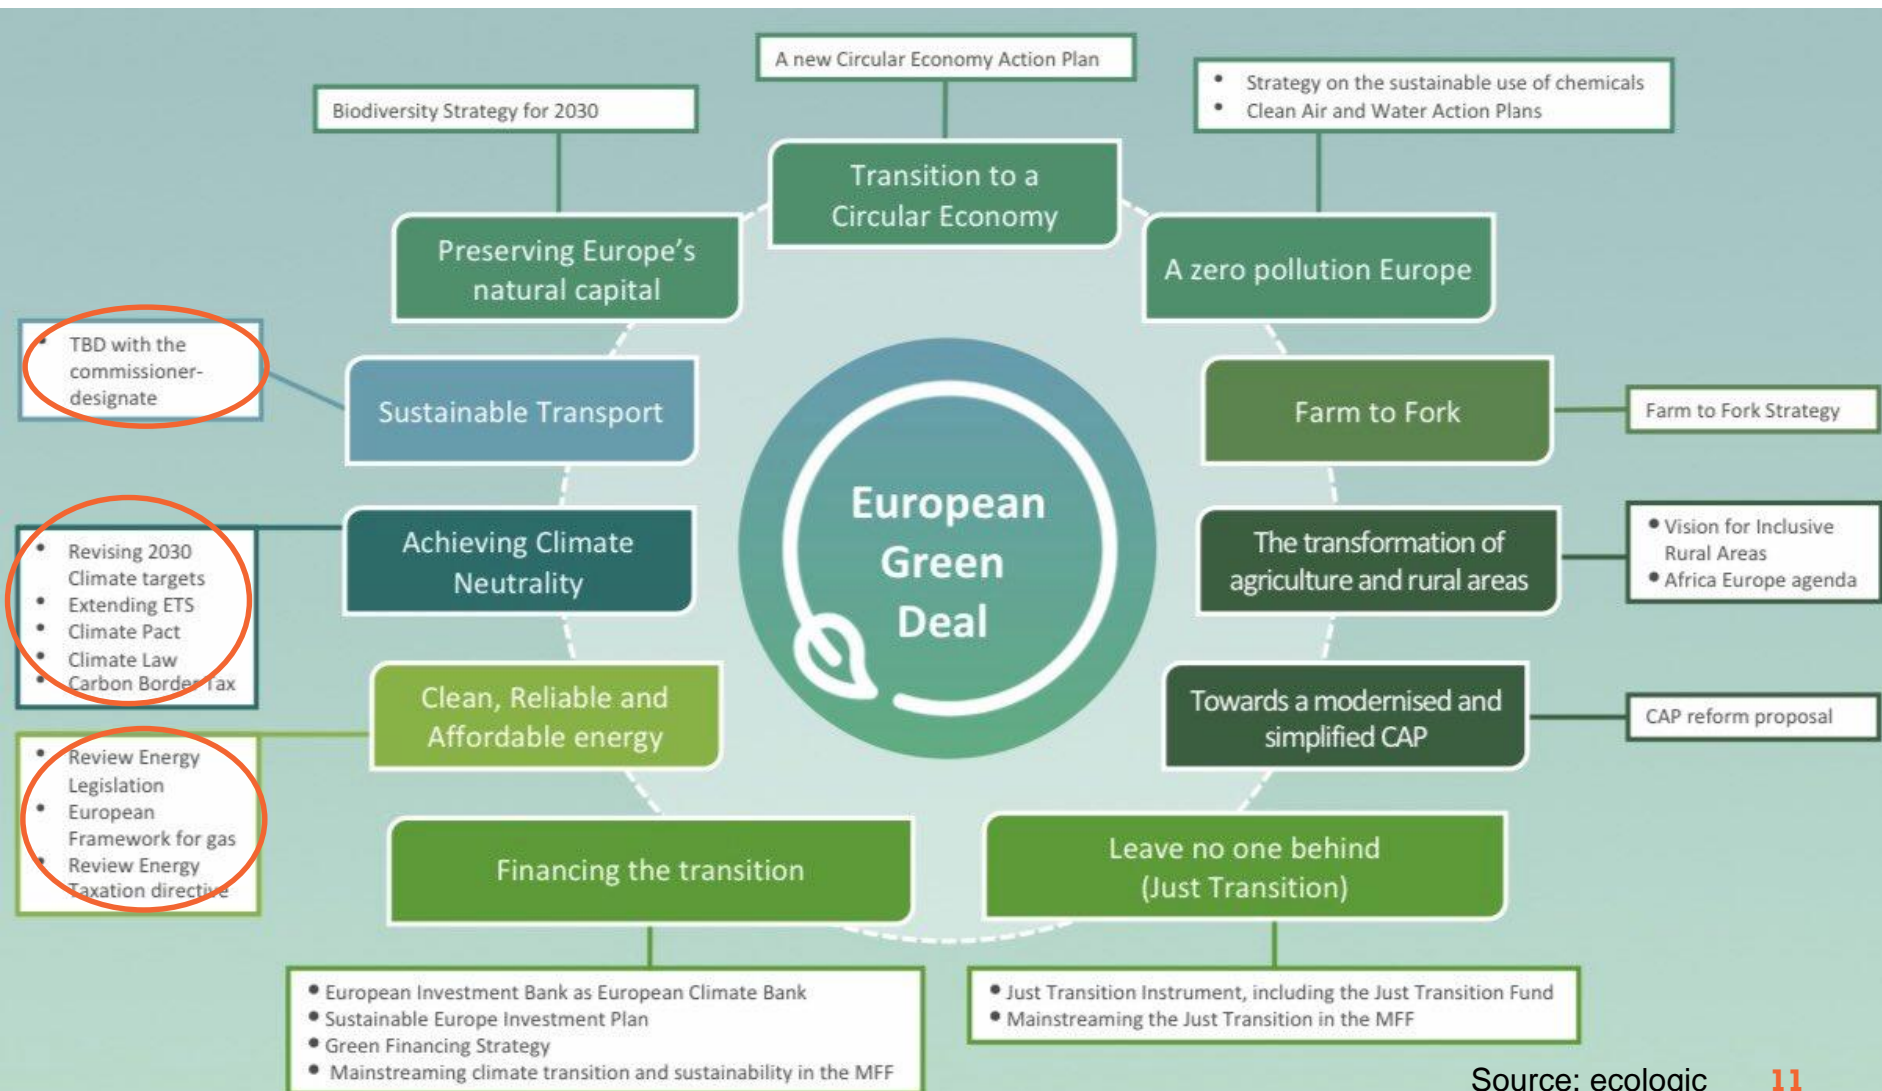 A new Circular Economy Action Plan
• Strategy on the sustainable use of chemicals
• Clean Air and Water Action Plans
Biodiversity Strategy for 2030
Transition to a
Circular Economy
Preserving Europe's
natural capital
A zero pollution Europe
• TBD with the
commissioner-
designate
Sustainable Transport
Farm to Fork
Farm to Fork Strategy
European
Green
Deal
• Revising 2030
Climate targets
• Extending ETS
• Climate Pact
• Climate Law
• Carbon Border Tax
Achieving Climate
Neutrality
The transformation of
agriculture and rural areas
• Vision for Inclusive
Rural Areas
• Africa Europe agenda
Clean, Reliable and
Affordable energy
Towards a modernised and
simplified CAP
CAP reform proposal
• Review Energy
Legislation
• European
Framework for gas
• Review Energy
Taxation directive
Financing the transition
Leave no one behind
(Just Transition)
• European Investment Bank as European Climate Bank
• Sustainable Europe Investment Plan
• Green Financing Strategy
• Mainstreaming climate transition and sustainability in the MFF
• Just Transition Instrument, including the Just Transition Fund
• Mainstreaming the Just Transition in the MFF
Source: ecologic
11